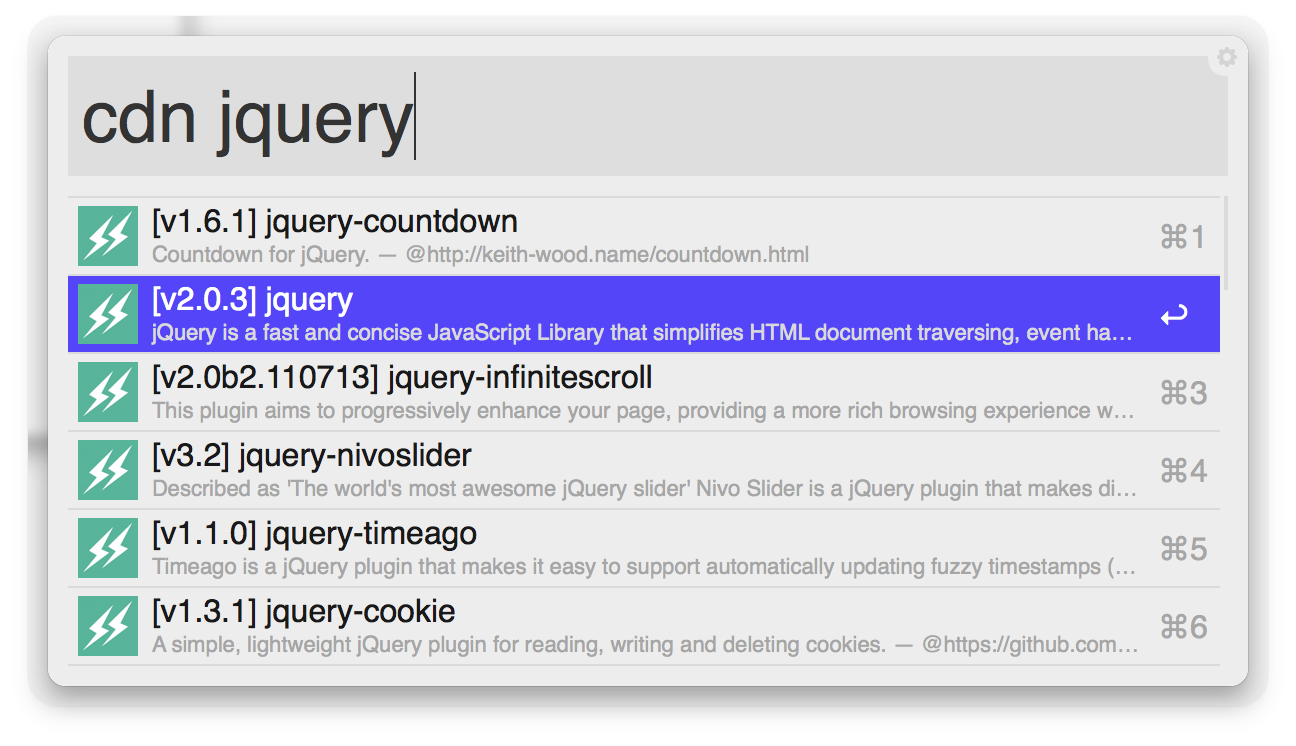 cdn jquery
[v1.6.1] jquery-countdown
Countdown for jQuery. — @http://keith-wood.name/countdown.html
⌘1
[v2.0.3] jquery
jQuery is a fast and concise JavaScript Library that simplifies HTML document traversing, event ha…
[v2.0b2.110713] jquery-infinitescroll
This plugin aims to progressively enhance your page, providing a more rich browsing experience w…
⌘3
[v3.2] jquery-nivoslider
Described as 'The world's most awesome jQuery slider' Nivo Slider is a jQuery plugin that makes di…
⌘4
[v1.1.0] jquery-timeago
Timeago is a jQuery plugin that makes it easy to support automatically updating fuzzy timestamps (…
⌘5
[v1.3.1] jquery-cookie
A simple, lightweight jQuery plugin for reading, writing and deleting cookies. — @https://github.com…
⌘6